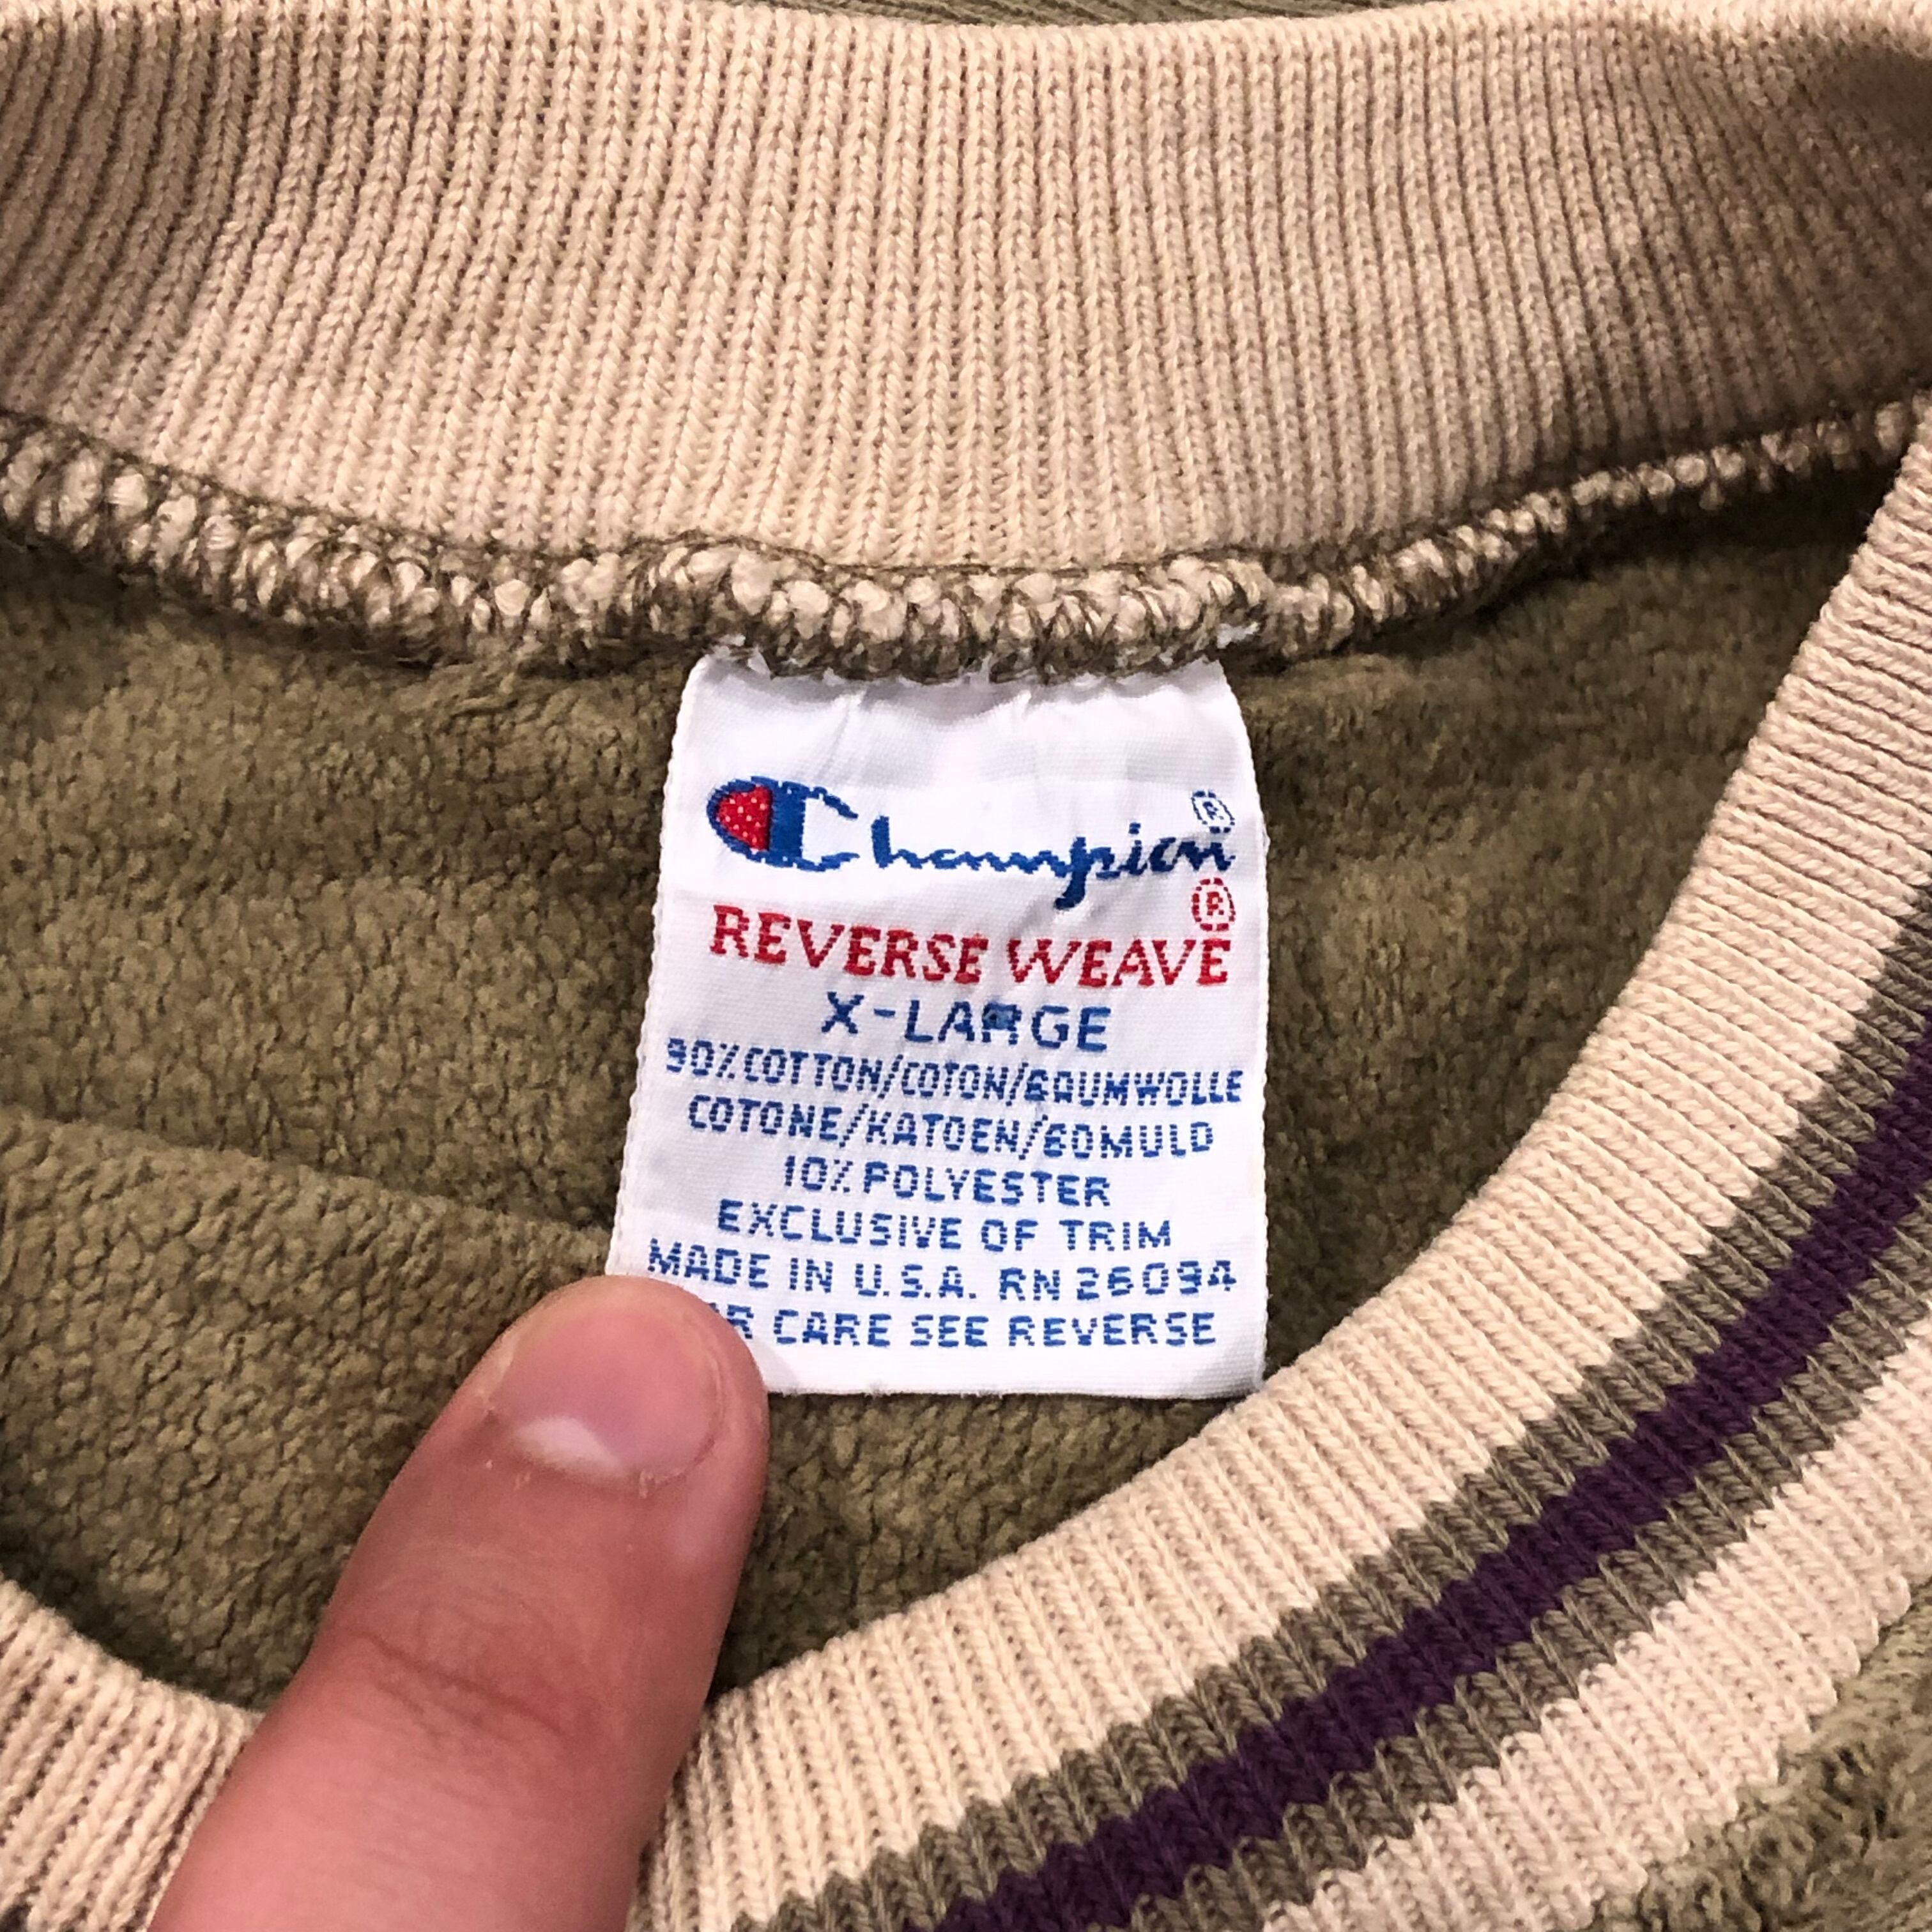 Champion®
REVERSE WEAVE®
X-LARGE
90% COTTON/COTON/BAUMWOLLE
COTONE/KATOEN/BOMULD
10% POLYESTER
EXCLUSIVE OF TRIM
MADE IN U.S.A. RN 26094
CARE SEE REVERSE